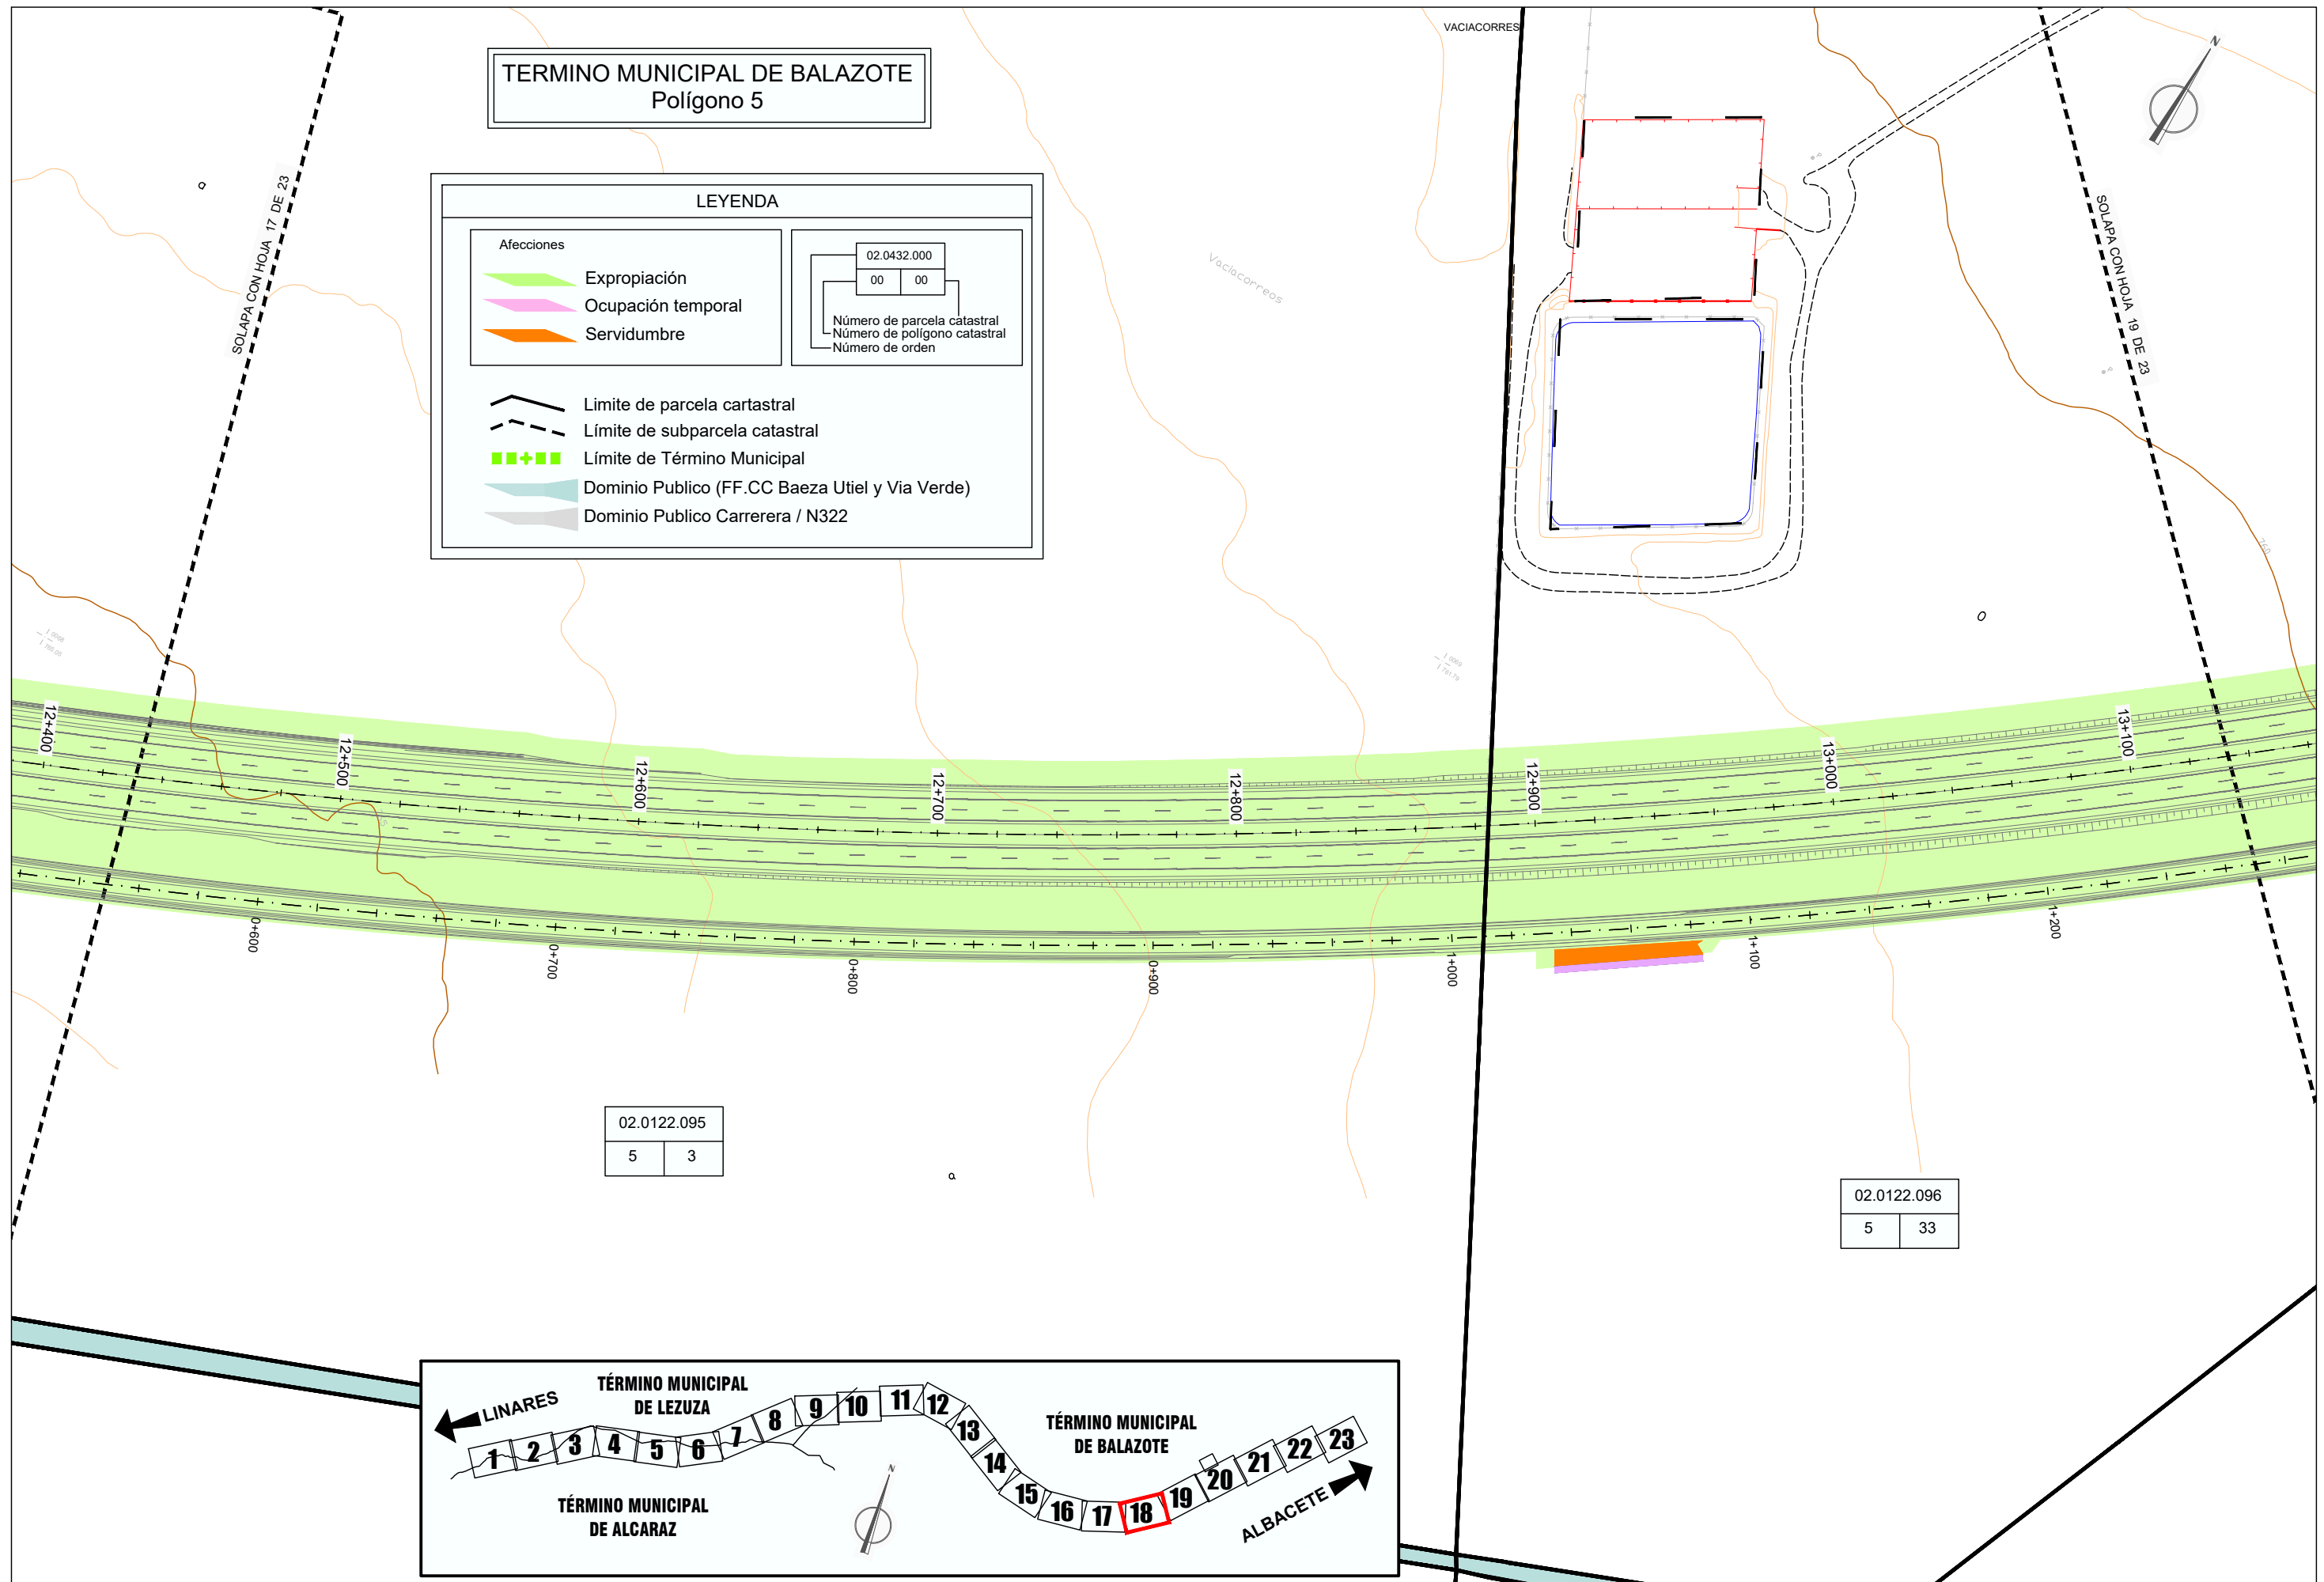 VACIACORRES
TERMINO MUNICIPAL DE BALAZOTE
Polígono 5
N
SOLAPA CON HOJA 17 DE 23
SOLAPA CON HOJA 19 DE 23
a
LEYENDA
Afecciones
Expropiación
Ocupación temporal
Servidumbre
02.0432.000
00 00
Número de parcela catastral
Número de polígono catastral
Número de orden
Limite de parcela cartastral
Límite de subparcela catastral
Límite de Término Municipal
Dominio Publico (FF.CC Baeza Utiel y Via Verde)
Dominio Publico Carrerera / N322
Vaciacorreos
760
12+400
12+500
12+600
12+700
12+800
12+900
13+000
13+100
0+600
0+700
0+800
0+900
1+000
1+100
1+200
02.0122.095
5 3
a
02.0122.096
5 33
LINARES
TÉRMINO MUNICIPAL
DE LEZUZA
TÉRMINO MUNICIPAL
DE BALAZOTE
TÉRMINO MUNICIPAL
DE ALCARAZ
1 2 3 4 5 6 7 8 9 10 11 12 13 14 15 16 17 18 19 20 21 22 23
N
ALBACETE